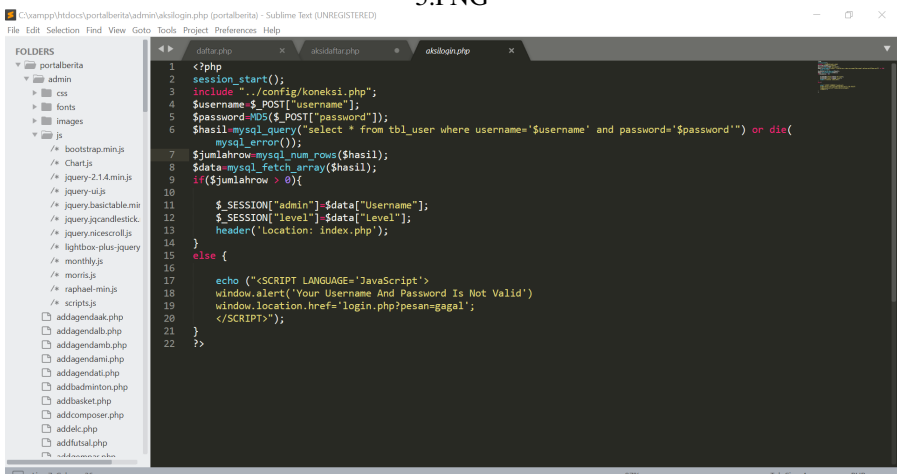 5.PNG
C:\xampp\htdocs\portalberita\admin\aksilogin.php (portalberita) - Sublime Text (UNREGISTERED)
File Edit Selection Find View Goto Tools Project Preferences Help
FOLDERS
portalberita
admin
css
fonts
images
js
/* bootstrap.min.js
/* Chart.js
/* jquery-2.1.4.min.js
/* jquery-ui.js
/* jquery.basictable.mir
/* jquery.jqcandlestick.
/* jquery.nicescroll.js
/* lightbox-plus-jquery
/* monthly.js
/* morris.js
/* raphael-min.js
/* scripts.js
addagendaak.php
addagendalb.php
addagendamb.php
addagendami.php
addagendati.php
addbadminton.php
addbasket.php
addcomposer.php
addelc.php
addfutsal.php
daftar.php × aksidaftar.php aksilogin.php ×
1 <?php
2 session_start();
3 include "../config/koneksi.php";
4 $username=$_POST["username"];
5 $password=MD5($_POST["password"]);
6 $hasil=mysql_query("select * from tbl_user where username='$username' and password='$password'") or die(
mysql_error());
7 $jumlahrow=mysql_num_rows($hasil);
8 $data=mysql_fetch_array($hasil);
9 if($jumlahrow > 0){
10
11 $_SESSION["admin"]=$data["Username"];
12 $_SESSION["level"]=$data["Level"];
13 header('Location: index.php');
14 }
15 else {
16
17 echo ("<SCRIPT LANGUAGE='JavaScript'>
18 window.alert('Your Username And Password Is Not Valid')
19 window.location.href='login.php?pesan=gagal';
20 </SCRIPT>");
21 }
22 ?>